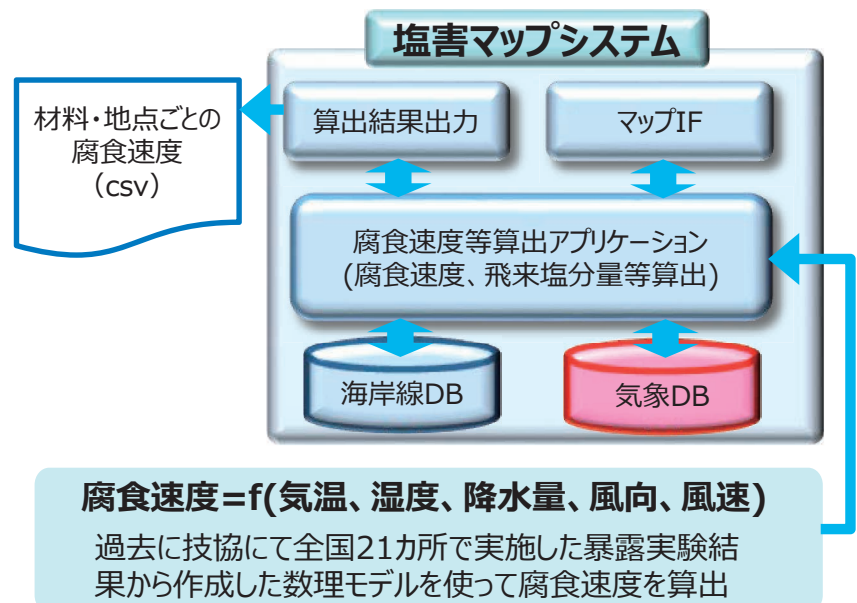 塩害マップシステム
材料・地点ごとの
腐食速度
（csv）
算出結果出力
マップIF
腐食速度等算出アプリケーション
(腐食速度、飛来塩分量等算出)
海岸線DB
気象DB
腐食速度=f(気温、湿度、降水量、風向、風速)
過去に技協にて全国21カ所で実施した暴露実験結
果から作成した数理モデルを使って腐食速度を算出